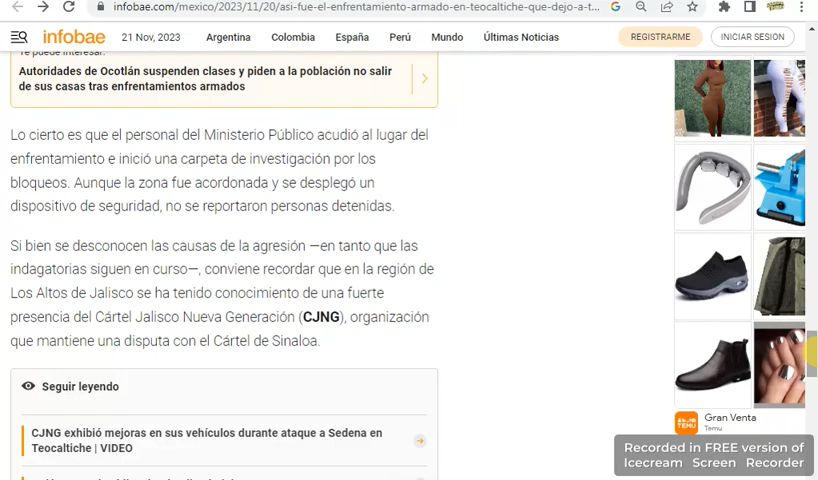 infobae.com/mexico/2023/11/20/asi-fue-el-enfrentamiento-armado-en-teocaltiche-que-dejo-a-t...
infobae
21 Nov, 2023
Argentina
Colombia
España
Perú
Mundo
Últimas Noticias
REGISTRARME
INICIAR SESION
Te puede interesar:
Autoridades de Ocotlán suspenden clases y piden a la población no salir
de sus casas tras enfrentamientos armados
Lo cierto es que el personal del Ministerio Público acudió al lugar del
enfrentamiento e inició una carpeta de investigación por los
bloqueos. Aunque la zona fue acordonada y se desplegó un
dispositivo de seguridad, no se reportaron personas detenidas.
Si bien se desconocen las causas de la agresión —en tanto que las
indagatorias siguen en curso—, conviene recordar que en la región de
Los Altos de Jalisco se ha tenido conocimiento de una fuerte
presencia del Cártel Jalisco Nueva Generación (CJNG), organización
que mantiene una disputa con el Cártel de Sinaloa.
Seguir leyendo
CJNG exhibió mejoras en sus vehículos durante ataque a Sedena en
Teocaltiche | VIDEO
TEMU
Gran Venta
Temu
Recorded in FREE version of
Icecream Screen Recorder